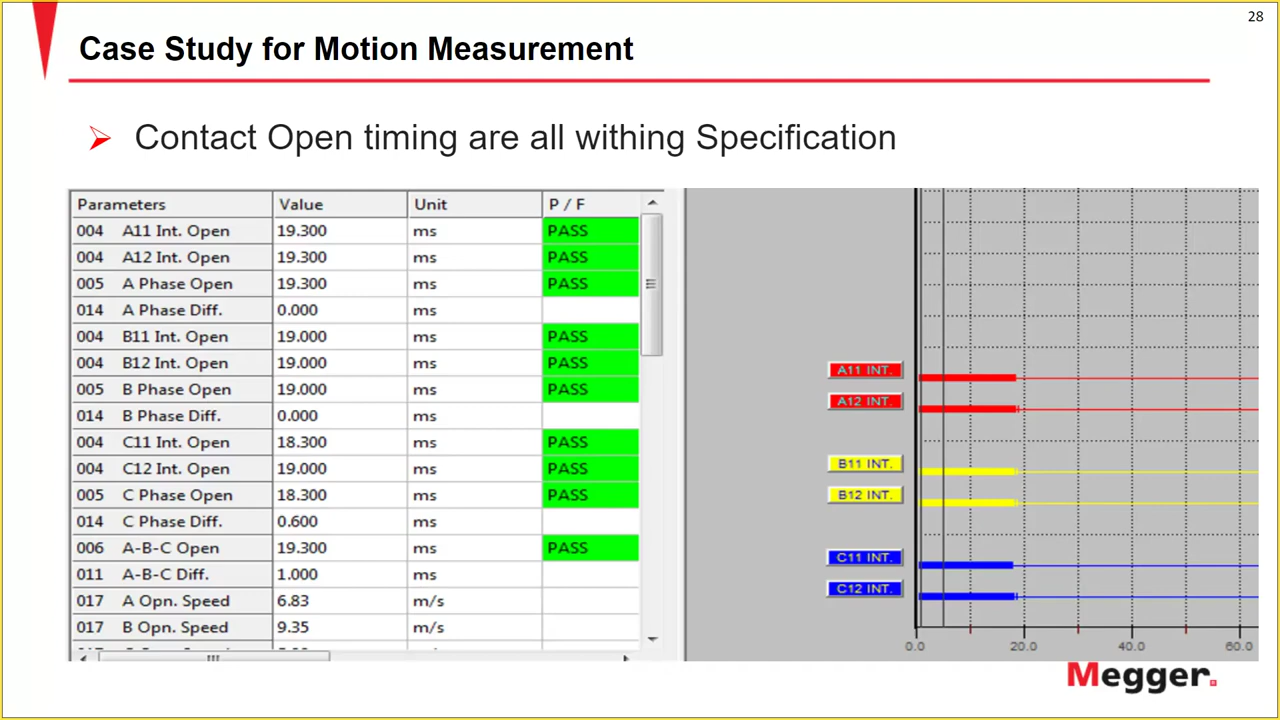 28
Case Study for Motion Measurement
Contact Open timing are all withing Specification
Parameters Value Unit P / F
004 A11 Int. Open 19.300 ms PASS
004 A12 Int. Open 19.300 ms PASS
005 A Phase Open 19.300 ms PASS
014 A Phase Diff. 0.000 ms
004 B11 Int. Open 19.000 ms PASS
004 B12 Int. Open 19.000 ms PASS
005 B Phase Open 19.000 ms PASS
014 B Phase Diff. 0.000 ms
004 C11 Int. Open 18.300 ms PASS
004 C12 Int. Open 19.000 ms PASS
005 C Phase Open 18.300 ms PASS
014 C Phase Diff. 0.600 ms
006 A-B-C Open 19.300 ms PASS
011 A-B-C Diff. 1.000 ms
017 A Opn. Speed 6.83 m/s
017 B Opn. Speed 9.35 m/s
A11 INT.
A12 INT.
B11 INT.
B12 INT.
C11 INT.
C12 INT.
0.0 20.0 40.0 60.0
Megger.